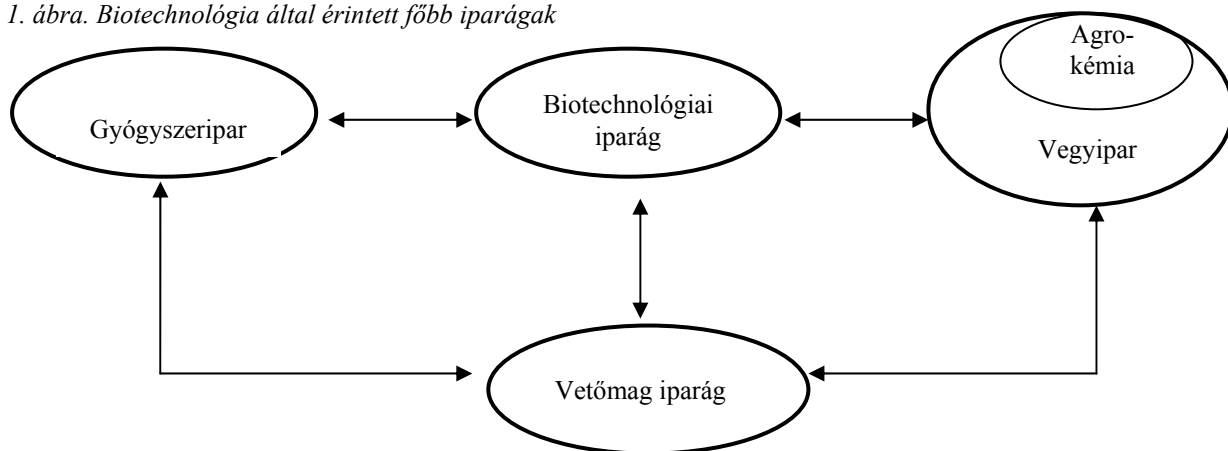 1. ábra. Biotechnológia által érintett főbb iparágak
Gyógyszeripar
Biotechnológiai
iparág
Agro-
kémia
Vegyipar
Vetőmag iparág